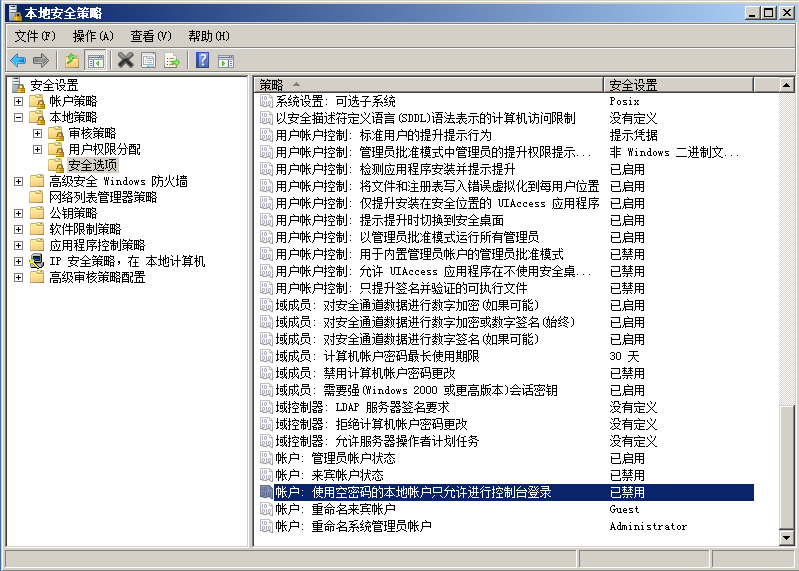 本地安全策略
文件(F) 操作(A) 查看(V) 帮助(H)
安全设置
帐户策略
本地策略
审核策略
用户权限分配
安全选项
高级安全 Windows 防火墙
网络列表管理器策略
公钥策略
软件限制策略
应用程序控制策略
IP 安全策略，在 本地计算机
高级审核策略配置
策略 安全设置
系统设置: 可选子系统 Posix
以安全描述符定义语言(SDDL)语法表示的计算机访问限制 没有定义
用户帐户控制: 标准用户的提升提示行为 提示凭据
用户帐户控制: 管理员批准模式中管理员的提升权限提示... 非 Windows 二进制文...
用户帐户控制: 检测应用程序安装并提示提升 已启用
用户帐户控制: 将文件和注册表写入错误虚拟化到每用户位置 已启用
用户帐户控制: 仅提升安装在安全位置的 UIAccess 应用程序 已启用
用户帐户控制: 提示提升时切换到安全桌面 已启用
用户帐户控制: 以管理员批准模式运行所有管理员 已启用
用户帐户控制: 用于内置管理员帐户的管理员批准模式 已禁用
用户帐户控制: 允许 UIAccess 应用程序在不使用安全桌... 已禁用
用户帐户控制: 只提升签名并验证的可执行文件 已禁用
域成员: 对安全通道数据进行数字加密(如果可能) 已启用
域成员: 对安全通道数据进行数字加密或数字签名(始终) 已启用
域成员: 对安全通道数据进行数字签名(如果可能) 已启用
域成员: 计算机帐户密码最长使用期限 30 天
域成员: 禁用计算机帐户密码更改 已禁用
域成员: 需要强(Windows 2000 或更高版本)会话密钥 已启用
域控制器: LDAP 服务器签名要求 没有定义
域控制器: 拒绝计算机帐户密码更改 没有定义
域控制器: 允许服务器操作者计划任务 没有定义
帐户: 管理员帐户状态 已启用
帐户: 来宾帐户状态 已禁用
帐户: 使用空密码的本地帐户只允许进行控制台登录 已禁用
帐户: 重命名来宾帐户 Guest
帐户: 重命名系统管理员帐户 Administrator